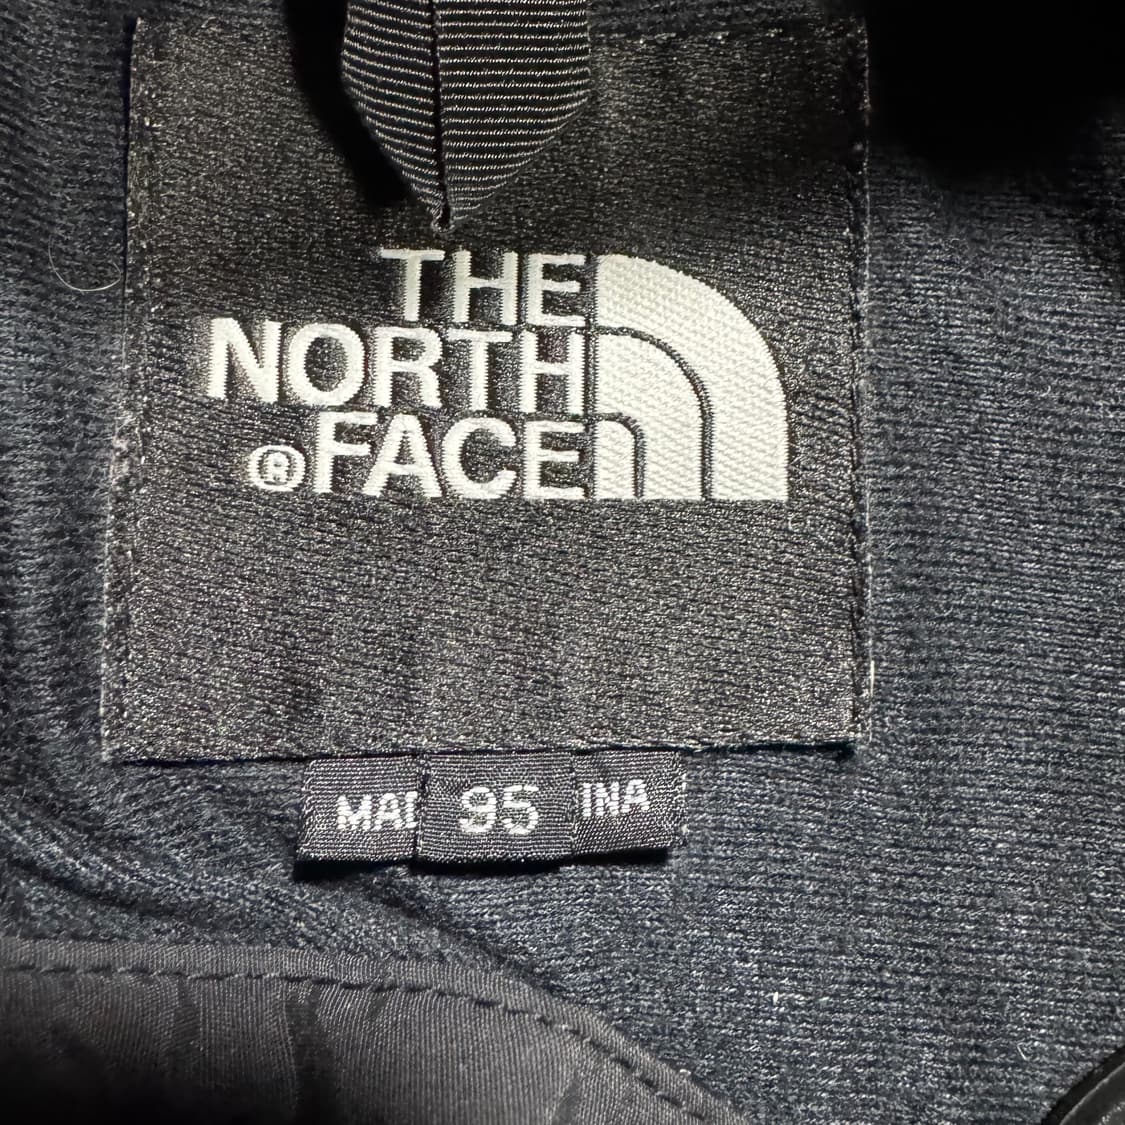 THE
NORTH
®FACE
MAD 95 INA